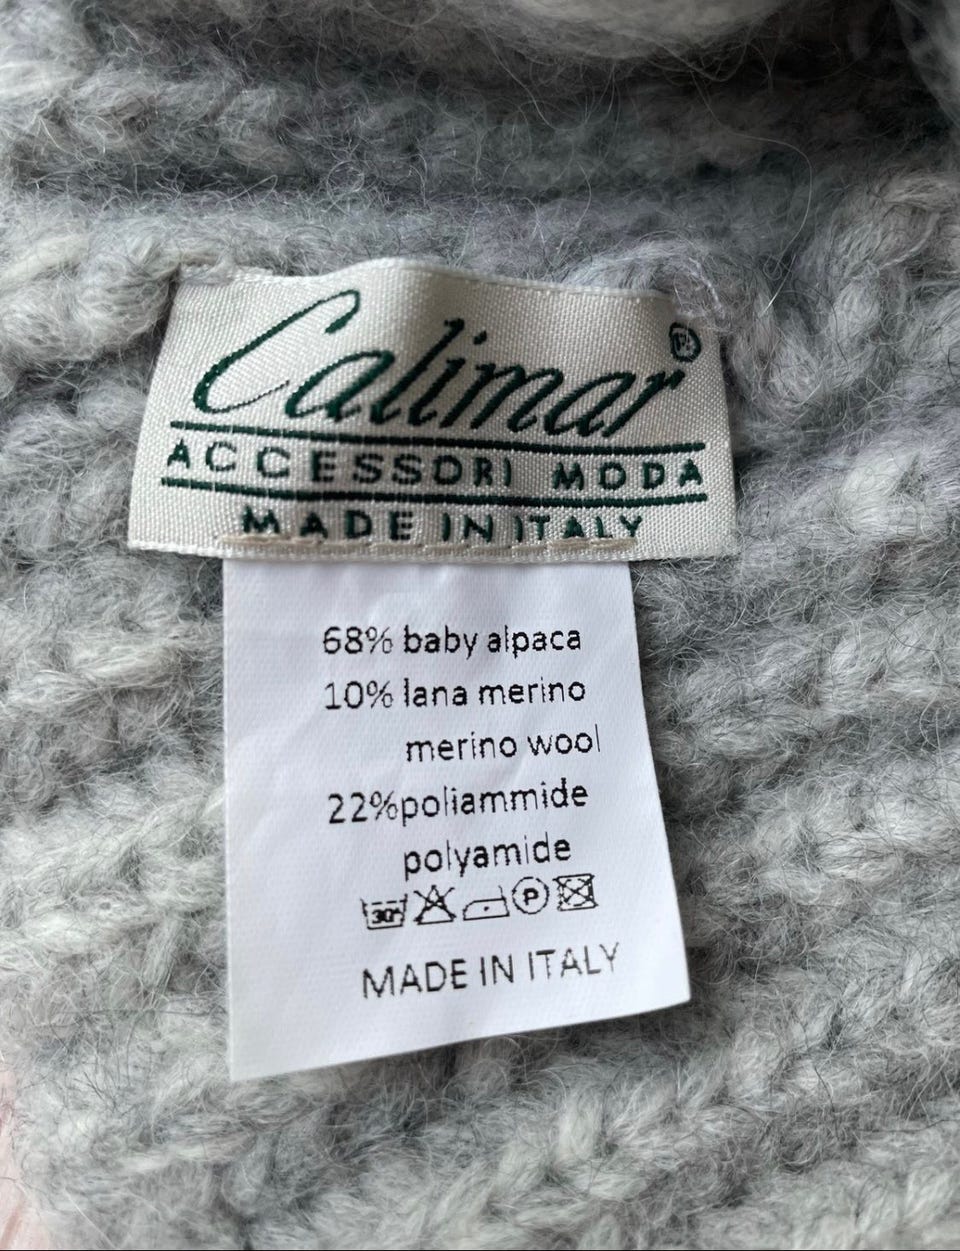 Calimar ®
ACCESSORI MODA
MADE IN ITALY
68% baby alpaca
10% lana merino
merino wool
22%poliammide
polyamide
30° P
MADE IN ITALY